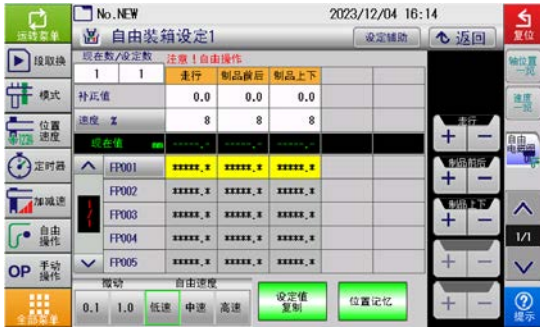 No.NEW 2023/12/04 16:14
运转菜单
自由装箱设定1
设定辅助
返回
复位
段取换
现在数/设定数
注意！自由操作
1 1
走行 制品前后 制品上下
轴位置一览
模式
补正值 0.0 0.0 0.0
位置速度
速度 % 8 8 8
速度一览
现在值 mm -----.- -----.- -----.-
走行
+ -
自由
定时器
FP001 *****.* *****.* *****.*
制品前后
+ -
FP002 *****.* *****.* *****.*
加减速
1/1
FP003 *****.* *****.* *****.*
制品上下
+ -
自由操作
FP004 *****.* *****.* *****.*
1/1
FP005 *****.* *****.* *****.*
+ -
OP 手动操作
微动 自由速度
0.1 1.0 低速 中速 高速
设定值复制
位置记忆
+ -
全部菜单
提示